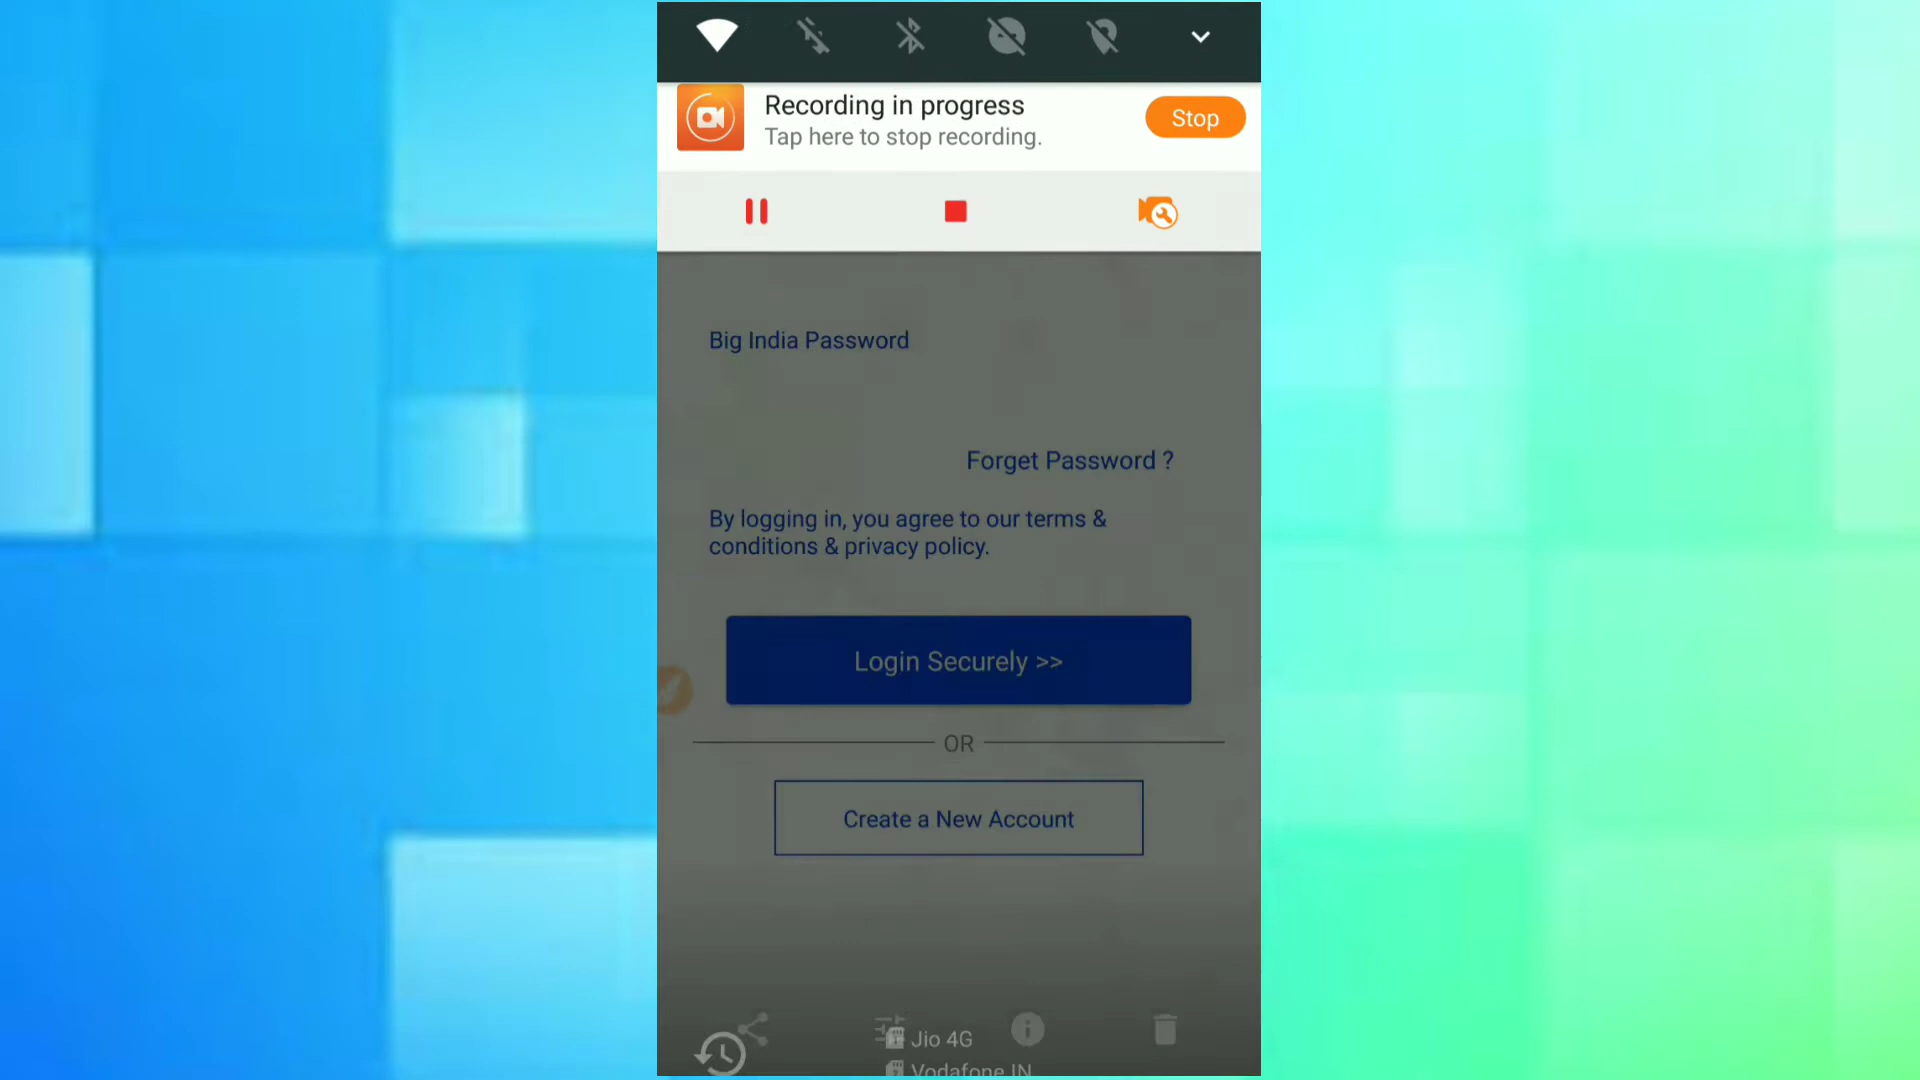 Recording in progress
Tap here to stop recording.
Stop
Big India Password
Forget Password ?
By logging in, you agree to our terms &
conditions & privacy policy.
Login Securely >>
OR
Create a New Account
Jio 4G
Vodafone IN